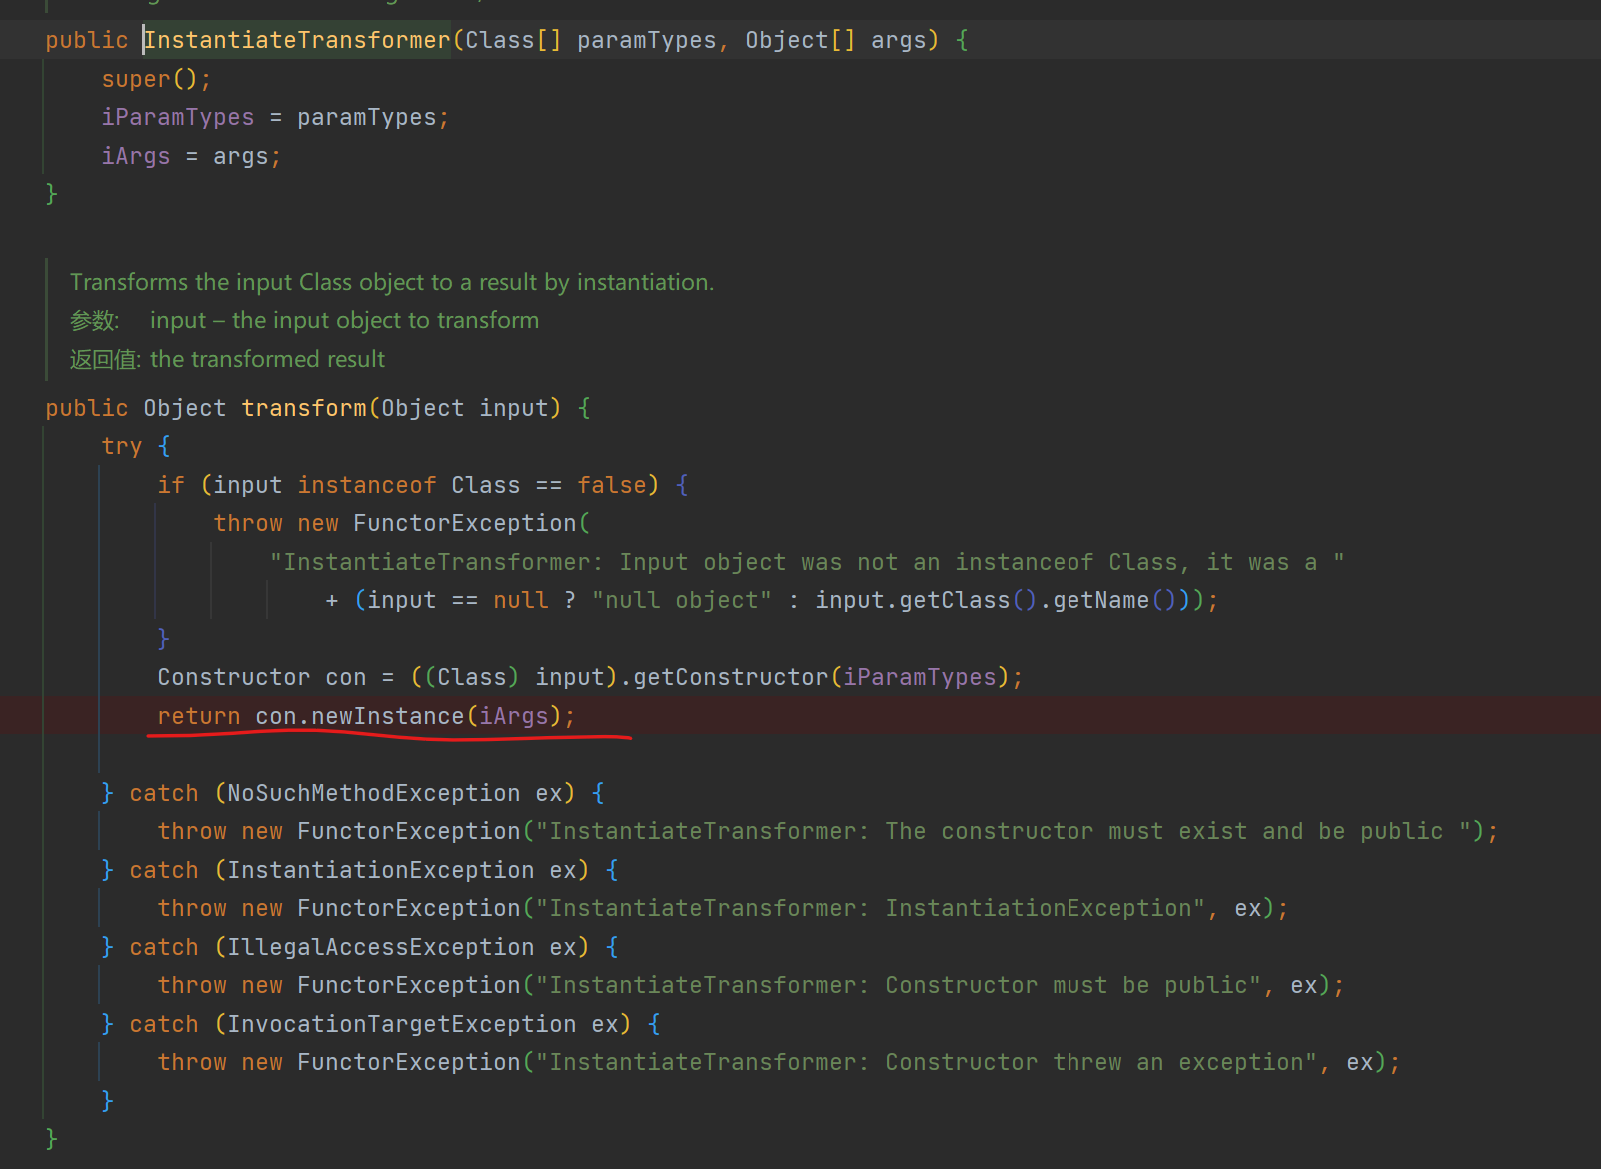 public InstantiateTransformer(Class[] paramTypes, Object[] args) {
super();
iParamTypes = paramTypes;
iArgs = args;
}
Transforms the input Class object to a result by instantiation.
参数: input – the input object to transform
返回值: the transformed result
public Object transform(Object input) {
try {
if (input instanceof Class == false) {
throw new FunctorException(
"InstantiateTransformer: Input object was not an instanceof Class, it was a "
+ (input == null ? "null object" : input.getClass().getName()));
}
Constructor con = ((Class) input).getConstructor(iParamTypes);
return con.newInstance(iArgs);
} catch (NoSuchMethodException ex) {
throw new FunctorException("InstantiateTransformer: The constructor must exist and be public ");
} catch (InstantiationException ex) {
throw new FunctorException("InstantiateTransformer: InstantiationException", ex);
} catch (IllegalAccessException ex) {
throw new FunctorException("InstantiateTransformer: Constructor must be public", ex);
} catch (InvocationTargetException ex) {
throw new FunctorException("InstantiateTransformer: Constructor threw an exception", ex);
}
}